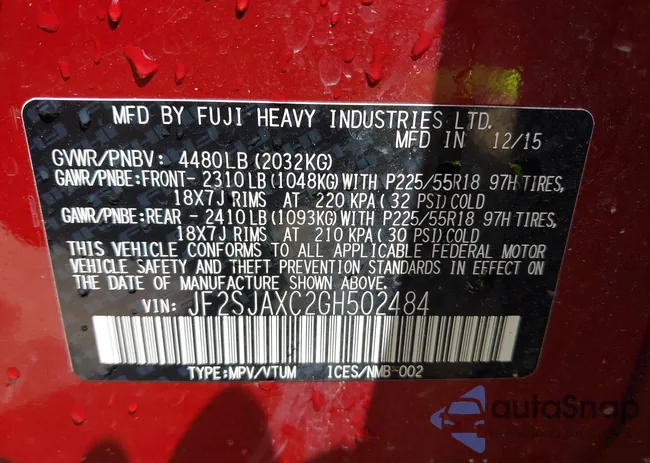 MFD BY FUJI HEAVY INDUSTRIES LTD.
MFD IN 12/15
GVWR/PNBV: 4480LB(2032KG)
GAWR/PNBE:FRONT- 2310LB(1048KG)WITH P225/55R18 97H TIRES,
18X7J RIMS AT 220 KPA(32 PSI)COLD
GAWR/PNBE:REAR -2410LB(1093KG)WITH P225/55R18 97H TIRES,
18X7J RIMS AT 210 KPA(30 PSI)COLD
THIS VEHICLE CONFORMS TO ALL APPLICABLE FEDERAL MOTOR
VEHICLE SAFETY AND THEFT PREVENTION STANDARDS IN EFFECT ON
THE DATE OF MANUFACTURE SHOWN ABOVE.
VIN: JF2SJAXC2GH502484
TYPE:MPV/VTUM ICES/NMB-002
autoSnap